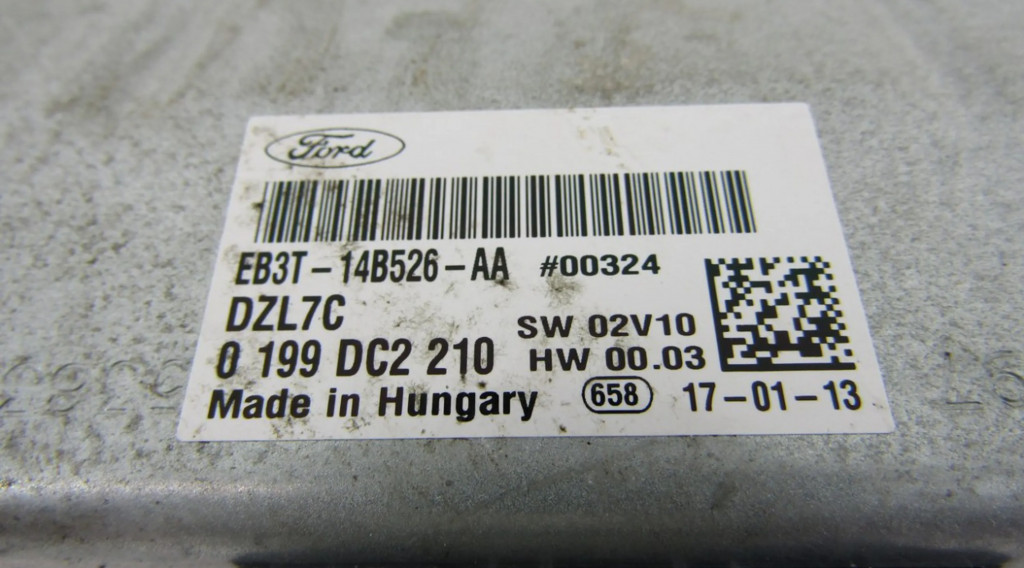 Ford
EB3T-14B526-AA #00324
DZL7C
SW 02V10
0 199 DC2 210 HW 00.03
Made in Hungary 658 17-01-13